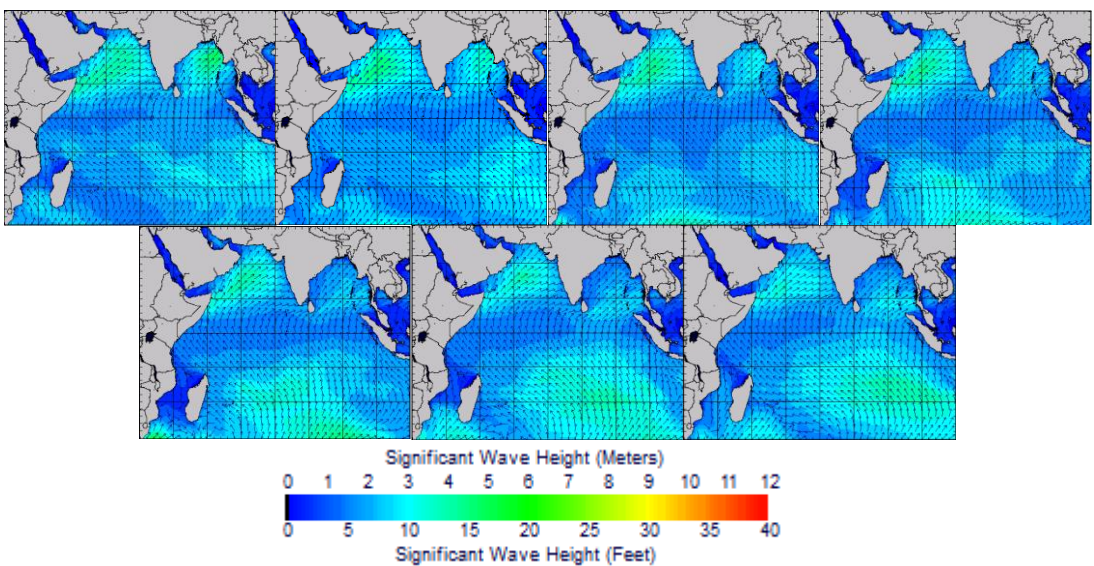 Significant Wave Height (Meters)
0 1 2 3 4 5 6 7 8 9 10 11 12
0 5 10 15 20 25 30 35 40
Significant Wave Height (Feet)